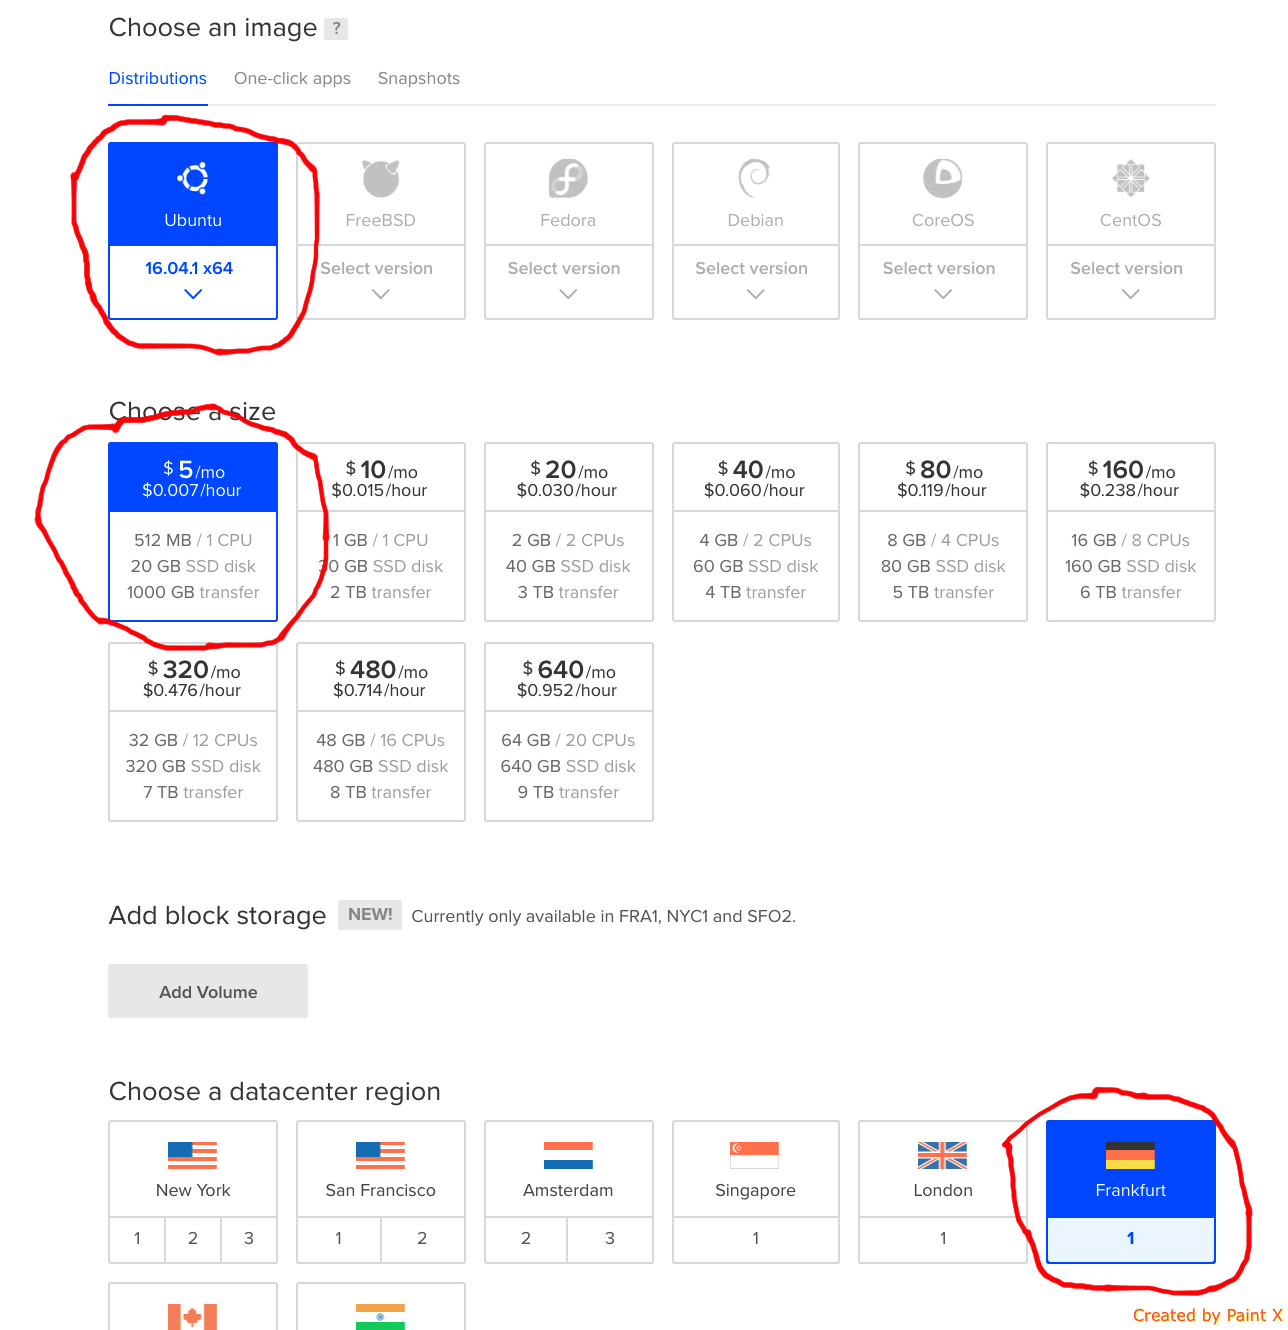 Choose an image ?
Distributions One-click apps Snapshots
Ubuntu FreeBSD Fedora Debian CoreOS CentOS
16.04.1 x64 Select version Select version Select version Select version Select version
Choose a size
$ 5/mo $ 10/mo $ 20/mo $ 40/mo $ 80/mo $ 160/mo
$0.007/hour $0.015/hour $0.030/hour $0.060/hour $0.119/hour $0.238/hour
512 MB / 1 CPU 1 GB / 1 CPU 2 GB / 2 CPUs 4 GB / 2 CPUs 8 GB / 4 CPUs 16 GB / 8 CPUs
20 GB SSD disk 30 GB SSD disk 40 GB SSD disk 60 GB SSD disk 80 GB SSD disk 160 GB SSD disk
1000 GB transfer 2 TB transfer 3 TB transfer 4 TB transfer 5 TB transfer 6 TB transfer
$ 320/mo $ 480/mo $ 640/mo
$0.476/hour $0.714/hour $0.952/hour
32 GB / 12 CPUs 48 GB / 16 CPUs 64 GB / 20 CPUs
320 GB SSD disk 480 GB SSD disk 640 GB SSD disk
7 TB transfer 8 TB transfer 9 TB transfer
Add block storage NEW! Currently only available in FRA1, NYC1 and SFO2.
Add Volume
Choose a datacenter region
New York San Francisco Amsterdam Singapore London Frankfurt
1 2 3 1 2 2 3 1 1 1
Created by Paint X